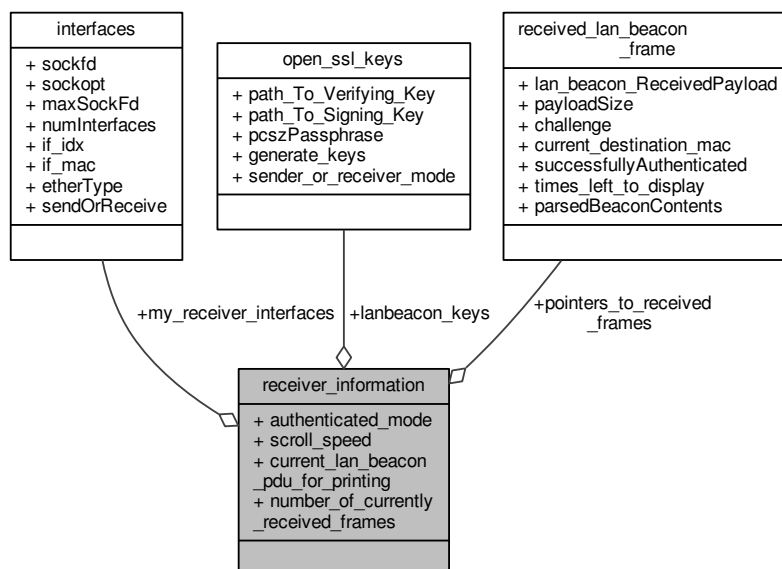 interfaces
+ sockfd
+ sockopt
+ maxSockFd
+ numInterfaces
+ if_idx
+ if_mac
+ etherType
+ sendOrReceive
open_ssl_keys
+ path_To_Verifying_Key
+ path_To_Signing_Key
+ pcszPassphrase
+ generate_keys
+ sender_or_receiver_mode
received_lan_beacon
_frame
+ lan_beacon_ReceivedPayload
+ payloadSize
+ challenge
+ current_destination_mac
+ successfullyAuthenticated
+ times_left_to_display
+ parsedBeaconContents
+my_receiver_interfaces
+lanbeacon_keys
+pointers_to_received
_frames
receiver_information
+ authenticated_mode
+ scroll_speed
+ current_lan_beacon
_pdu_for_printing
+ number_of_currently
_received_frames